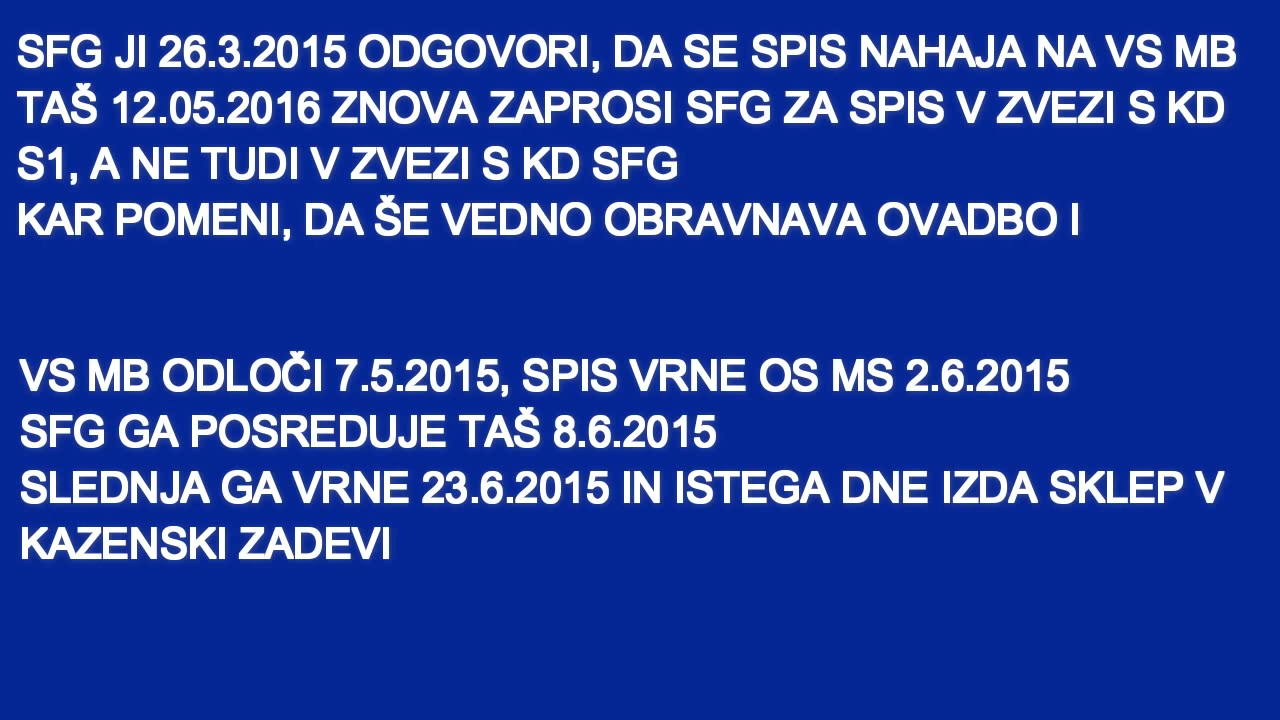 SFG JI 26.3.2015 ODGOVORI, DA SE SPIS NAHAJA NA VS MB
TAŠ 12.05.2016 ZNOVA ZAPROSI SFG ZA SPIS V ZVEZI S KD
S1, A NE TUDI V ZVEZI S KD SFG
KAR POMENI, DA ŠE VEDNO OBRAVNAVA OVADBO I
VS MB ODLOČI 7.5.2015, SPIS VRNE OS MS 2.6.2015
SFG GA POSREDUJE TAŠ 8.6.2015
SLEDNJA GA VRNE 23.6.2015 IN ISTEGA DNE IZDA SKLEP V
KAZENSKI ZADEVI